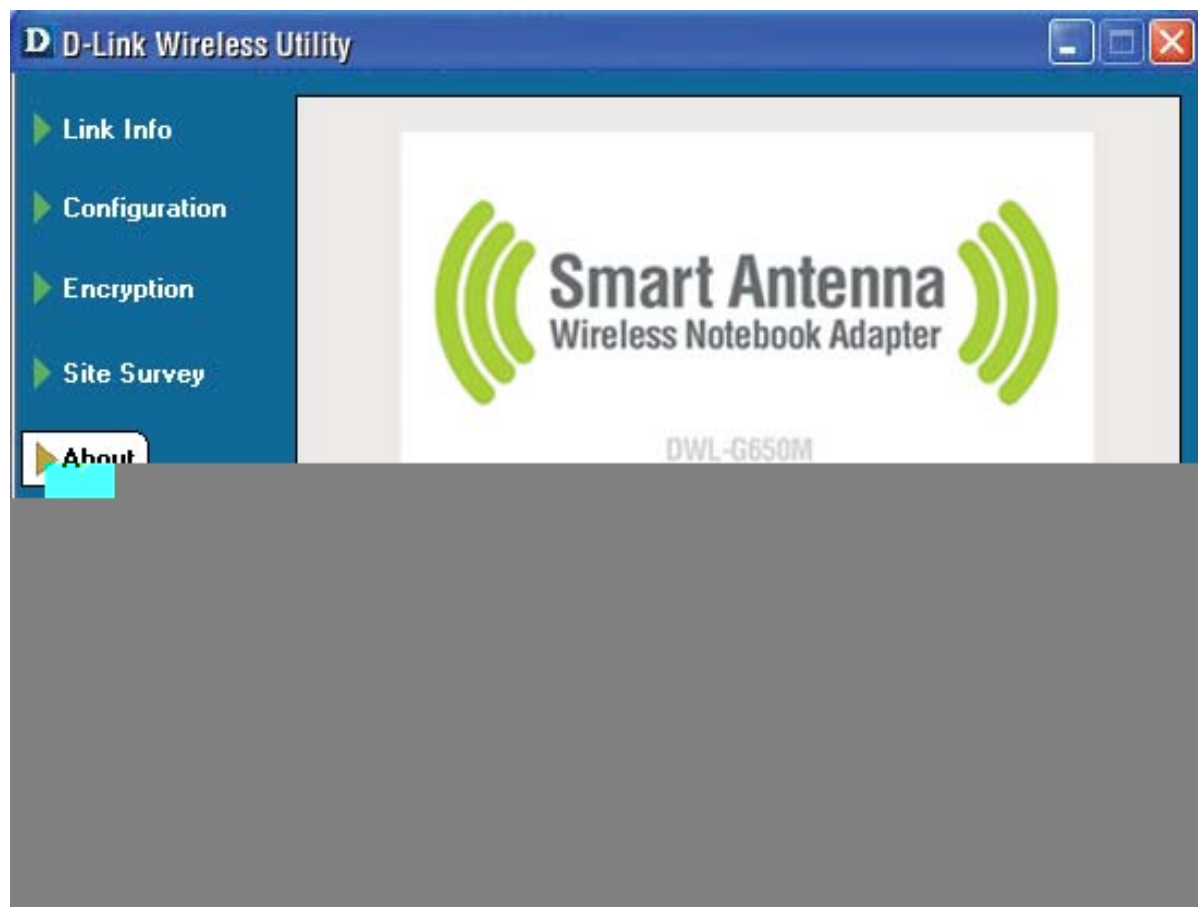 D D-Link Wireless Utility
Link Info
Configuration
Encryption
Site Survey
About
Smart Antenna
Wireless Notebook Adapter
DWL-G650M